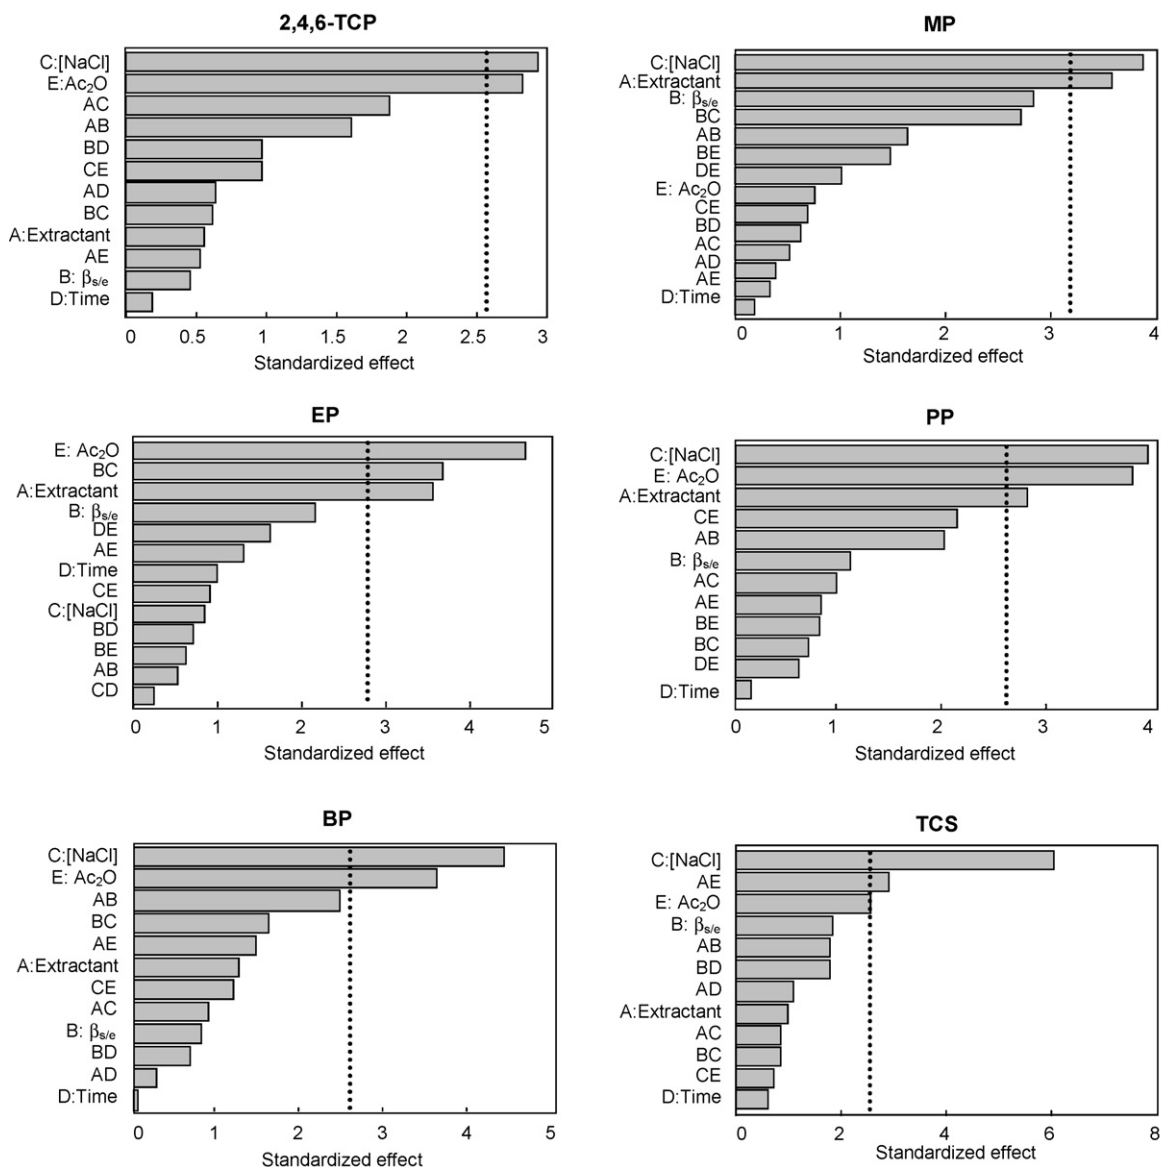 2,4,6-TCP
C:[NaCl]
E:Ac₂O
AC
AB
BD
CE
AD
BC
A:Extractant
AE
B: βs/e
D:Time
0 0.5 1 1.5 2 2.5 3
Standardized effect
MP
C:[NaCl]
A:Extractant
B: βs/e
BC
AB
BE
DE
E: Ac₂O
CE
BD
AC
AD
AE
D:Time
0 1 2 3 4
Standardized effect
EP
E: Ac₂O
BC
A:Extractant
B: βs/e
DE
AE
D:Time
CE
C:[NaCl]
BD
BE
AB
CD
0 1 2 3 4 5
Standardized effect
PP
C:[NaCl]
E: Ac₂O
A:Extractant
CE
AB
B: βs/e
AC
AE
BE
BC
DE
D:Time
0 1 2 3 4
Standardized effect
BP
C:[NaCl]
E: Ac₂O
AB
BC
AE
A:Extractant
CE
AC
B: βs/e
BD
AD
D:Time
0 1 2 3 4 5
Standardized effect
TCS
C:[NaCl]
AE
E: Ac₂O
B: βs/e
AB
BD
AD
A:Extractant
AC
BC
CE
D:Time
0 2 4 6 8
Standardized effect